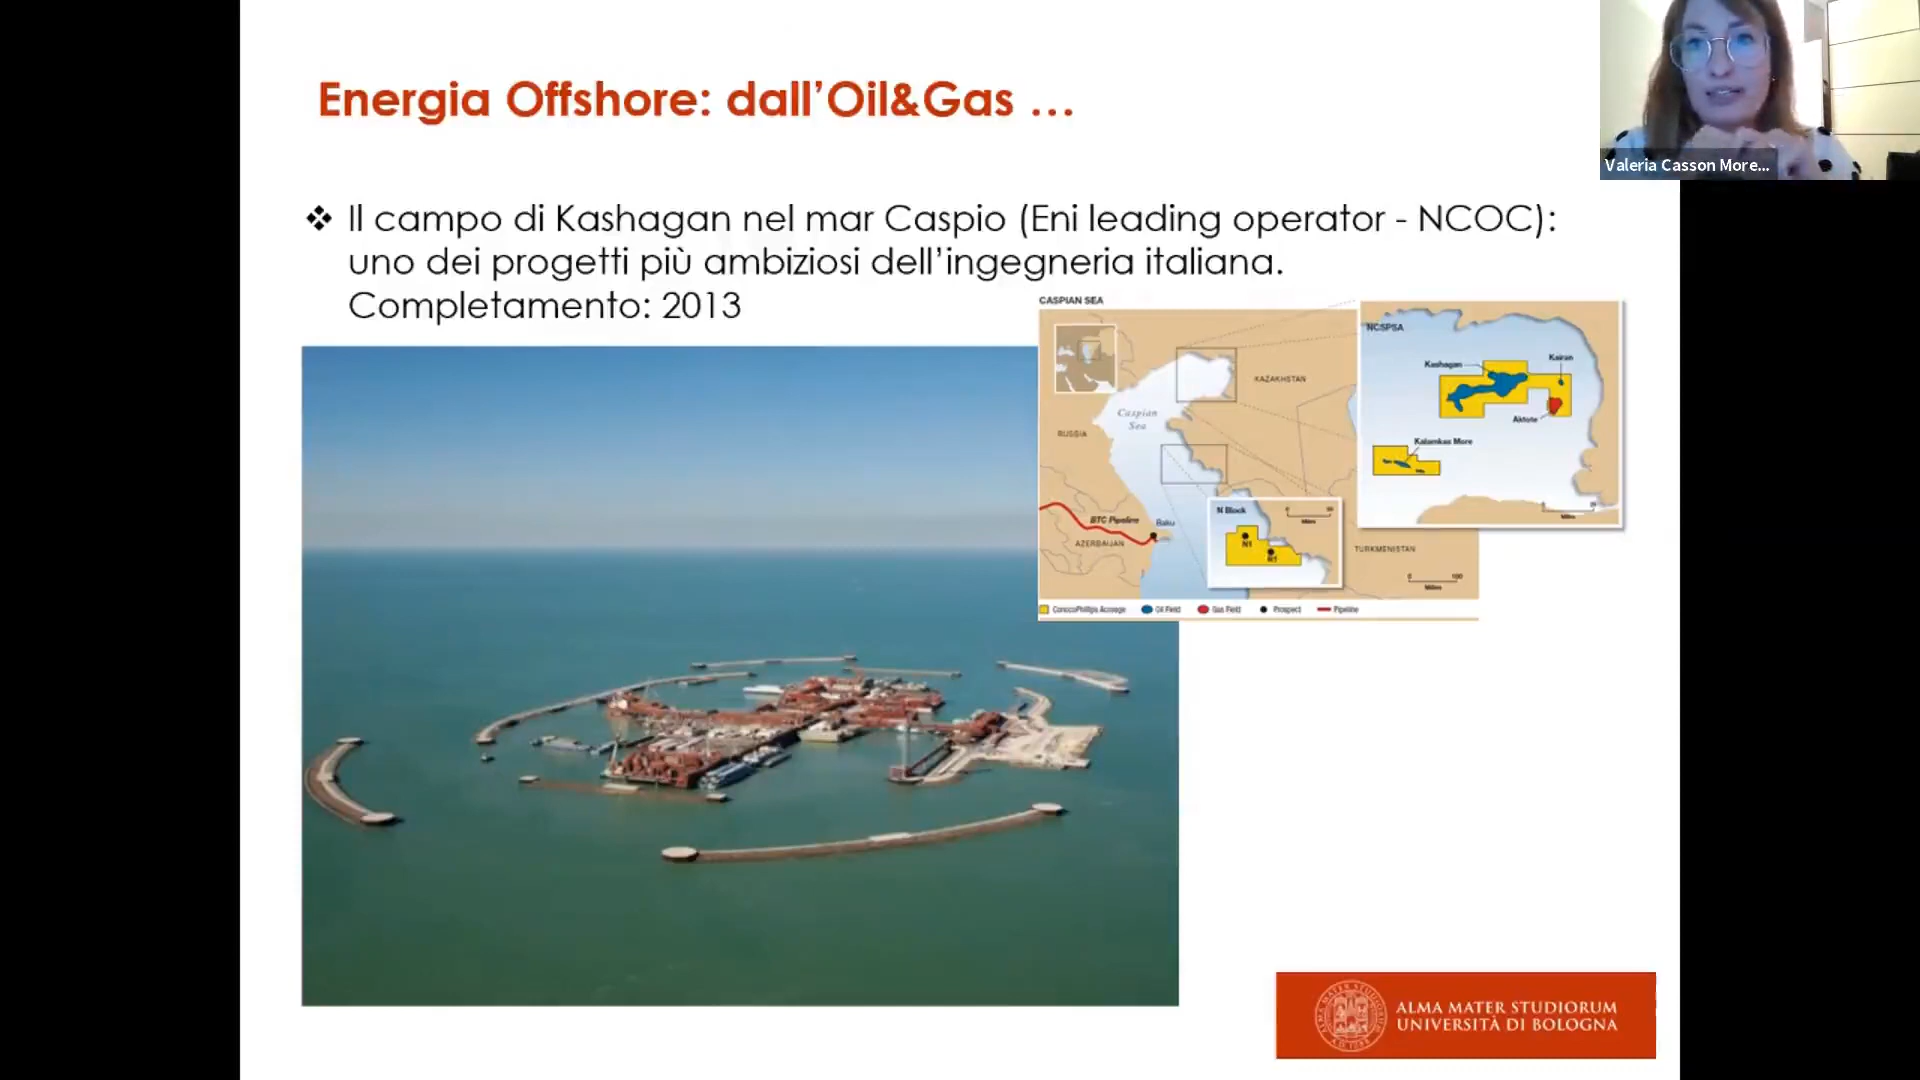 Energia Offshore: dall'Oil&Gas ...
Valeria Casson More...
❖ Il campo di Kashagan nel mar Caspio (Eni leading operator - NCOC):
uno dei progetti più ambiziosi dell'ingegneria italiana.
Completamento: 2013
CASPIAN SEA
NCSPSA
Kashagan
Kairan
Aktote
Kalamkas More
KAZAKHSTAN
Caspian
Sea
RUSSIA
N Block
N1
BTC Pipeline
Baku
AZERBAIJAN
TURKMENISTAN
0 100
Miles
ConocoPhillips Acreage Oil Field Gas Field Prospect Pipeline
ALMA MATER STUDIORUM
UNIVERSITÀ DI BOLOGNA